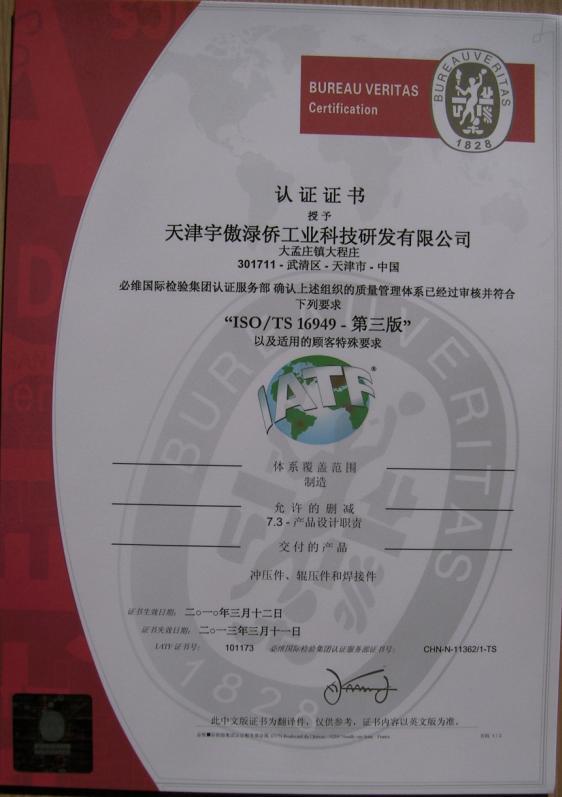 BUREAU VERITAS
Certification
BUREAU VERITAS
1828
认证证书
授予
天津宇傲渌侨工业科技研发有限公司
大孟庄镇大程庄
301711 - 武清区 - 天津市 - 中国
必维国际检验集团认证服务部 确认上述组织的质量管理体系已经过审核并符合
下列要求
“ISO/TS 16949 - 第三版”
以及适用的顾客特殊要求
IATF®
体系覆盖范围
制造
允许的删减
7.3 - 产品设计职责
交付的产品
冲压件、辊压件和焊接件
证书生效日期: 二〇一〇年三月十二日
证书失效日期: 二〇一三年三月十一日
IATF 证书号: 101173 必维国际检验集团认证服务部证书号: CHN-N-11362/1-TS
此中文版证书为翻译件，仅供参考，证书内容以英文版为准。
BUREAU VERITAS
1828